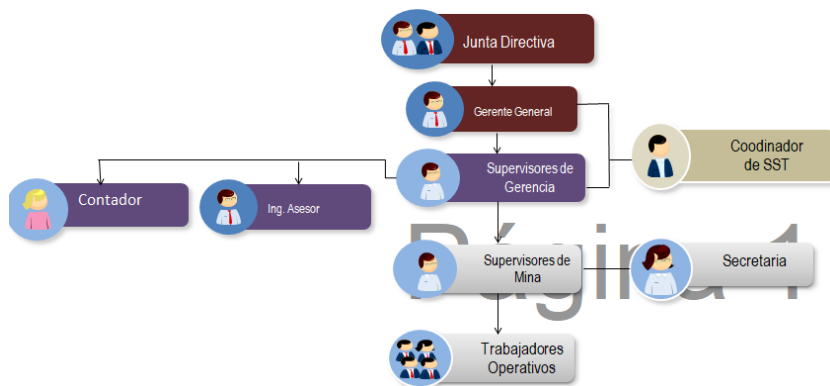 Junta Directiva
Gerente General
Coodinador
de SST
Supervisores de
Gerencia
Contador
Ing. Asesor
Página 1
Supervisores de
Mina
Secretaria
Trabajadores
Operativos